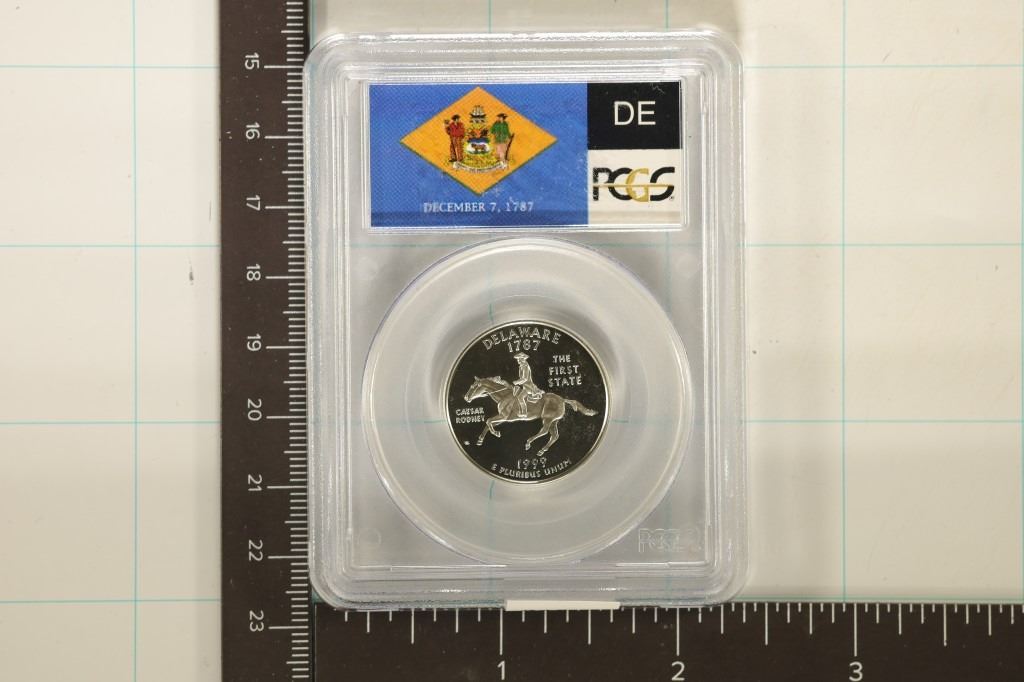 DE
PCGS
DECEMBER 7, 1787
DELAWARE
1787
THE
FIRST
STATE
CAESAR
RODNEY
1999
E PLURIBUS UNUM
PCGS
15
16
17
18
19
20
21
22
23
1
2
3